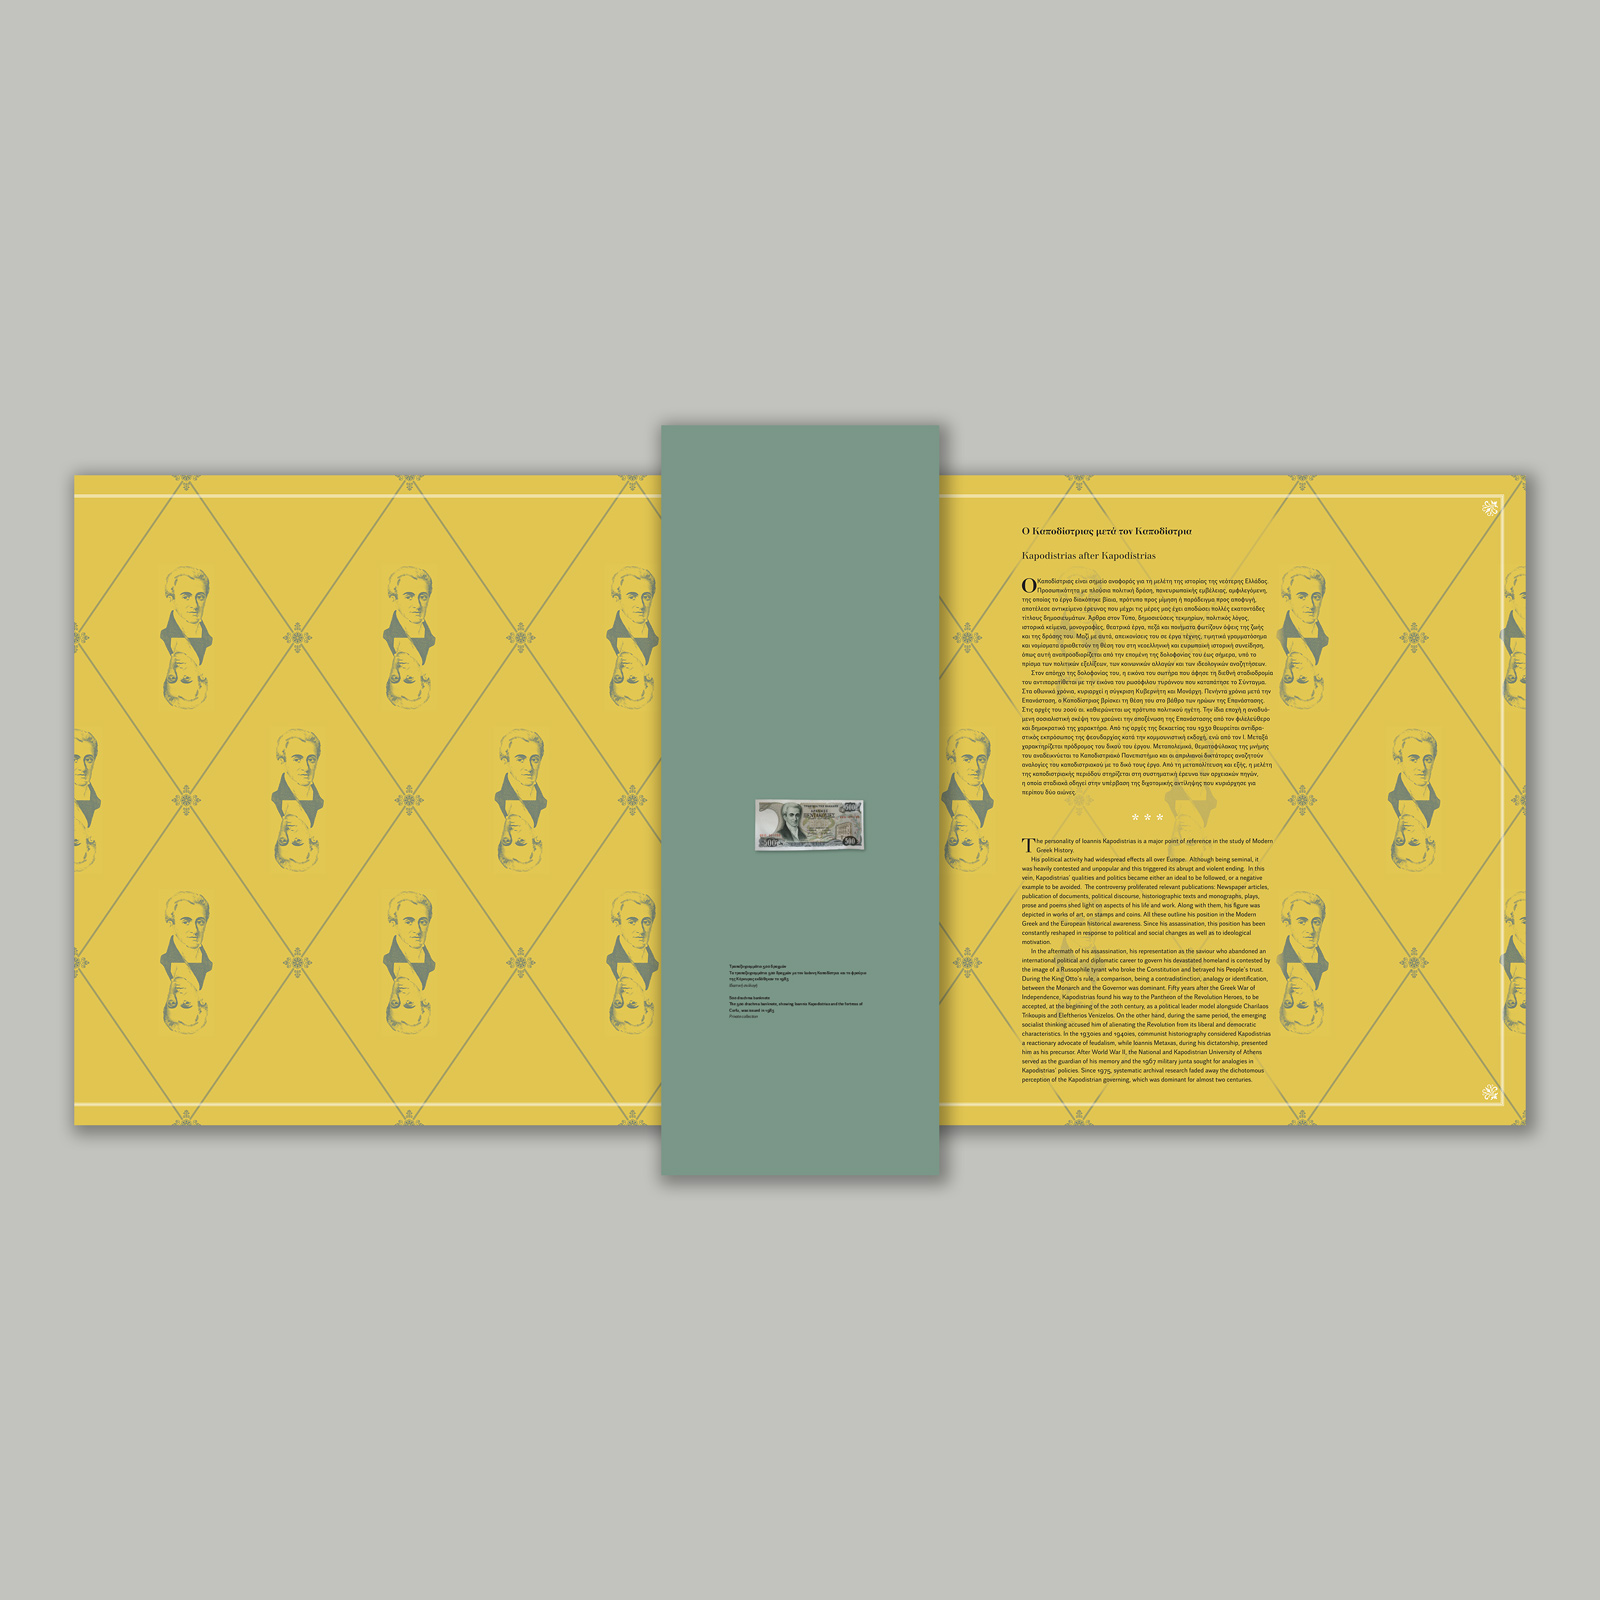 Τραπεζογραμμάτιο 500 δραχμών
Το τραπεζογραμμάτιο 500 δραχμών με τον Ιωάννη Καποδίστρια και το φρούριο
της Κέρκυρας εκδόθηκε το 1983
Ιδιωτική συλλογή
500 drachma banknote
The 500 drachma banknote, showing Ioannis Kapodistrias and the fortress of
Corfu, was issued in 1983
Private collection
Ο Καποδίστριας μετά τον Καποδίστρια
Kapodistrias after Kapodistrias
Ο Καποδίστριας είναι σημείο αναφοράς για τη μελέτη της ιστορίας της νεότερης Ελλάδας.
Προσωπικότητα με πλούσια πολιτική δράση, πανευρωπαϊκής εμβέλειας, αμφιλεγόμενη,
της οποίας το έργο διακόπηκε βίαια, πρότυπο προς μίμηση ή παράδειγμα προς αποφυγή,
αποτέλεσε αντικείμενο έρευνας που μέχρι τις μέρες μας έχει αποδώσει πολλές εκατοντάδες
τίτλους δημοσιευμάτων. Άρθρα στον Τύπο, δημοσιεύσεις τεκμηρίων, πολιτικός λόγος,
ιστορικά κείμενα, μονογραφίες, θεατρικά έργα, πεζά και ποιήματα φωτίζουν όψεις της ζωής
και της δράσης του. Μαζί με αυτά, απεικονίσεις του σε έργα τέχνης, τιμητικά γραμματόσημα
και νομίσματα οριοθετούν τη θέση του στη νεοελληνική και ευρωπαϊκή ιστορική συνείδηση,
όπως αυτή αναπροσδιορίζεται από την επομένη της δολοφονίας του έως σήμερα, υπό το
πρίσμα των πολιτικών εξελίξεων, των κοινωνικών αλλαγών και των ιδεολογικών αναζητήσεων.
Στον απόηχο της δολοφονίας του, η εικόνα του σωτήρα που άφησε τη διεθνή σταδιοδρομία
του αντιπαρατίθεται με την εικόνα του ρωσόφιλου τυράννου που καταπάτησε το Σύνταγμα.
Στα οθωνικά χρόνια, κυριαρχεί η σύγκριση Κυβερνήτη και Μονάρχη. Πενήντα χρόνια μετά την
Επανάσταση, ο Καποδίστριας βρίσκει τη θέση του στο βάθρο των ηρώων της Επανάστασης.
Στις αρχές του 20ού αι. καθιερώνεται ως πρότυπο πολιτικού ηγέτη. Την ίδια εποχή η αναδυό-
μενη σοσιαλιστική σκέψη του χρεώνει την αποξένωση της Επανάστασης από τον φιλελεύθερο
και δημοκρατικό της χαρακτήρα. Από τις αρχές της δεκαετίας του 1930 θεωρείται αντιδρα-
στικός εκπρόσωπος της φεουδαρχίας κατά την κομμουνιστική εκδοχή, ενώ από τον Ι. Μεταξά
χαρακτηρίζεται πρόδρομος του δικού του έργου. Μεταπολεμικά, θεματοφύλακας της μνήμης
του αναδεικνύεται το Καποδιστριακό Πανεπιστήμιο και οι απριλιανοί δικτάτορες αναζητούν
αναλογίες του καποδιστριακού με το δικό τους έργο. Από τη μεταπολίτευση και εξής, η μελέτη
της καποδιστριακής περιόδου στηρίζεται στη συστηματική έρευνα των αρχειακών πηγών,
η οποία σταδιακά οδηγεί στην υπέρβαση της διχοτομικής αντίληψης που κυριάρχησε για
περίπου δύο αιώνες.
* * *
The personality of Ioannis Kapodistrias is a major point of reference in the study of Modern
Greek History.
His political activity had widespread effects all over Europe. Although being seminal, it
was heavily contested and unpopular and this triggered its abrupt and violent ending. In this
vein, Kapodistrias' qualities and politics became either an ideal to be followed, or a negative
example to be avoided. The controversy proliferated relevant publications: Newspaper articles,
publication of documents, political discourse, historiographic texts and monographs, plays,
prose and poems shed light on aspects of his life and work. Along with them, his figure was
depicted in works of art, on stamps and coins. All these outline his position in the Modern
Greek and the European historical awareness. Since his assassination, this position has been
constantly reshaped in response to political and social changes as well as to ideological
motivation.
In the aftermath of his assassination, his representation as the saviour who abandoned an
international political and diplomatic career to govern his devastated homeland is contested by
the image of a Russophile tyrant who broke the Constitution and betrayed his People's trust.
During the King Otto's rule, a comparison, being a contradistinction, analogy or identification,
between the Monarch and the Governor was dominant. Fifty years after the Greek War of
Independence, Kapodistrias found his way to the Pantheon of the Revolution Heroes, to be
accepted, at the beginning of the 20th century, as a political leader model alongside Charilaos
Trikoupis and Eleftherios Venizelos. On the other hand, during the same period, the emerging
socialist thinking accused him of alienating the Revolution from its liberal and democratic
characteristics. In the 1930ies and 1940ies, communist historiography considered Kapodistrias
a reactionary advocate of feudalism, while Ioannis Metaxas, during his dictatorship, presented
him as his precursor. After World War II, the National and Kapodistrian University of Athens
served as the guardian of his memory and the 1967 military junta sought for analogies in
Kapodistrias' policies. Since 1975, systematic archival research faded away the dichotomous
perception of the Kapodistrian governing, which was dominant for almost two centuries.